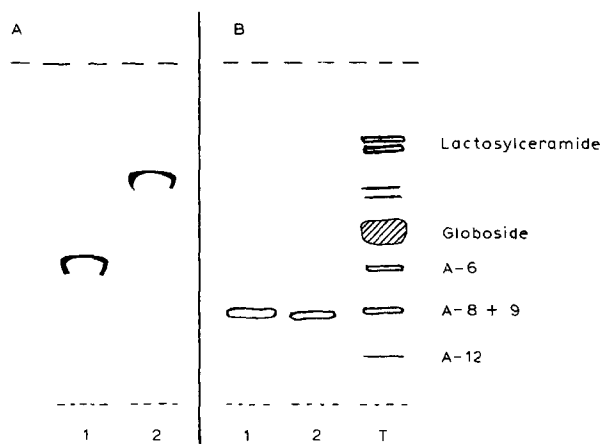 A
B
Lactosylceramide
Globoside
A-6
A-8 + 9
A-12
1 2 1 2 T